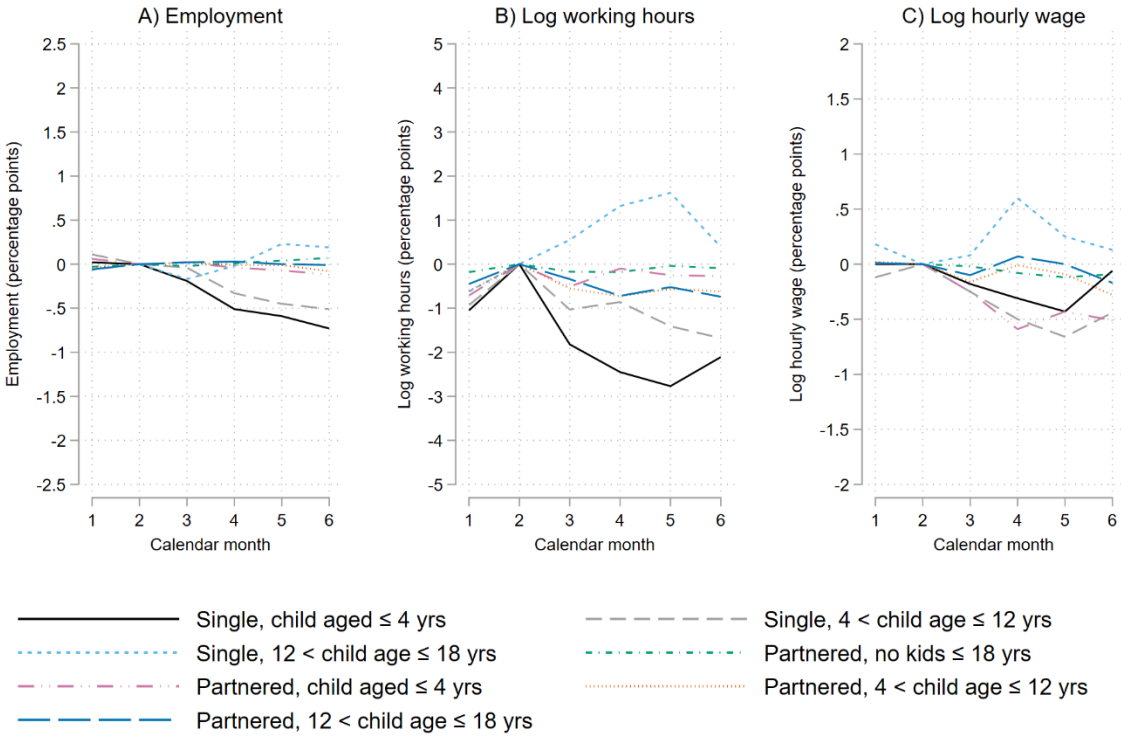 A) Employment
B) Log working hours
C) Log hourly wage
Employment (percentage points)
2.5
2
1.5
1
.5
0
-.5
-1
-1.5
-2
-2.5
1 2 3 4 5 6
Calendar month
Log working hours (percentage points)
5
4
3
2
1
0
-1
-2
-3
-4
-5
1 2 3 4 5 6
Calendar month
Log hourly wage (percentage points)
2
1
.5
0
-.5
-1
-1.5
-2
1 2 3 4 5 6
Calendar month
Single, child aged ≤ 4 yrs
Single, 4 < child age ≤ 12 yrs
Single, 12 < child age ≤ 18 yrs
Partnered, no kids ≤ 18 yrs
Partnered, child aged ≤ 4 yrs
Partnered, 4 < child age ≤ 12 yrs
Partnered, 12 < child age ≤ 18 yrs